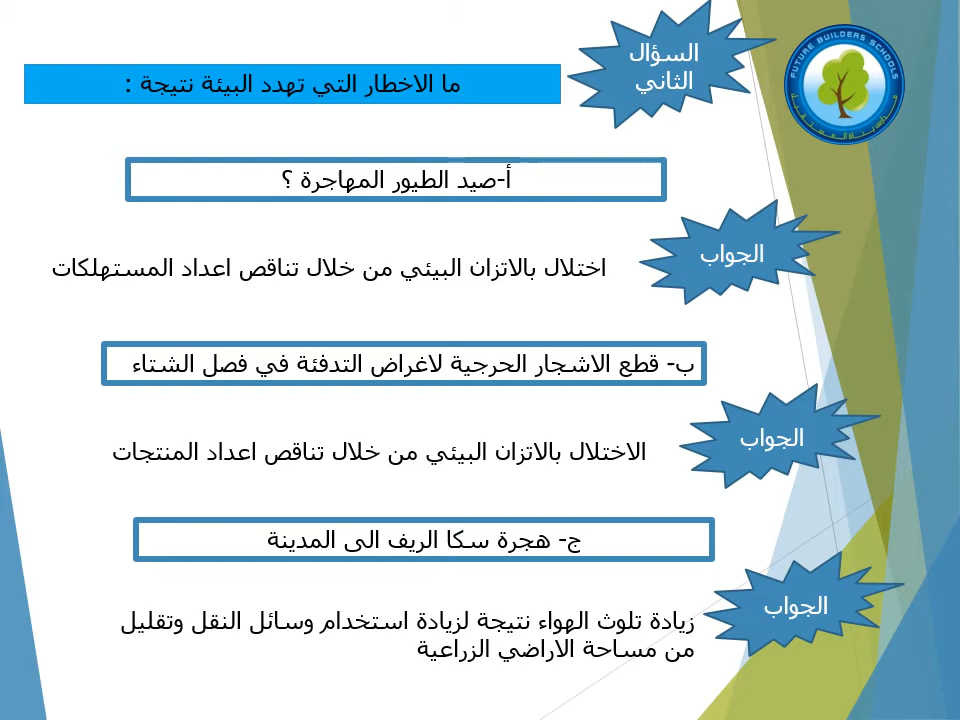 السؤال
الثاني
ما الاخطار التي تهدد البيئة نتيجة :
FUTURE BUILDERS SCHOOLS
مدارس بناة المستقبل
أ-صيد الطيور المهاجرة ؟
الجواب
اختلال بالاتزان البيئي من خلال تناقص اعداد المستهلكات
ب- قطع الاشجار الحرجية لاغراض التدفئة في فصل الشتاء
الجواب
الاختلال بالاتزان البيئي من خلال تناقص اعداد المنتجات
ج- هجرة سكا الريف الى المدينة
الجواب
زيادة تلوث الهواء نتيجة لزيادة استخدام وسائل النقل وتقليل
من مساحة الاراضي الزراعية